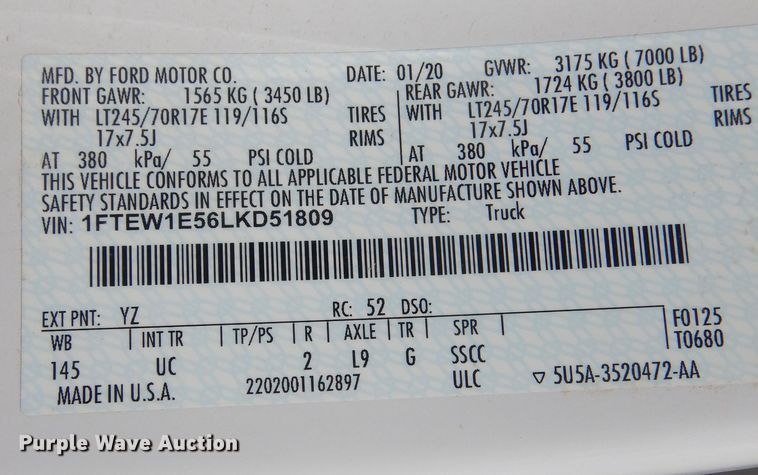 MFD. BY FORD MOTOR CO. DATE: 01/20 GVWR: 3175 KG ( 7000 LB)
FRONT GAWR: 1565 KG ( 3450 LB) REAR GAWR: 1724 KG ( 3800 LB)
WITH LT245/70R17E 119/116S TIRES WITH LT245/70R17E 119/116S TIRES
17x7.5J RIMS 17x7.5J RIMS
AT 380 kPa/ 55 PSI COLD AT 380 kPa/ 55 PSI COLD
THIS VEHICLE CONFORMS TO ALL APPLICABLE FEDERAL MOTOR VEHICLE
SAFETY STANDARDS IN EFFECT ON THE DATE OF MANUFACTURE SHOWN ABOVE.
VIN: 1FTEW1E56LKD51809 TYPE: Truck
EXT PNT: YZ RC: 52 DSO: F0125
WB INT TR TP/PS R AXLE TR SPR T0680
145 UC 2 L9 G SSCC
MADE IN U.S.A. 2202001162897 ULC ▽ 5U5A-3520472-AA
Purple Wave Auction